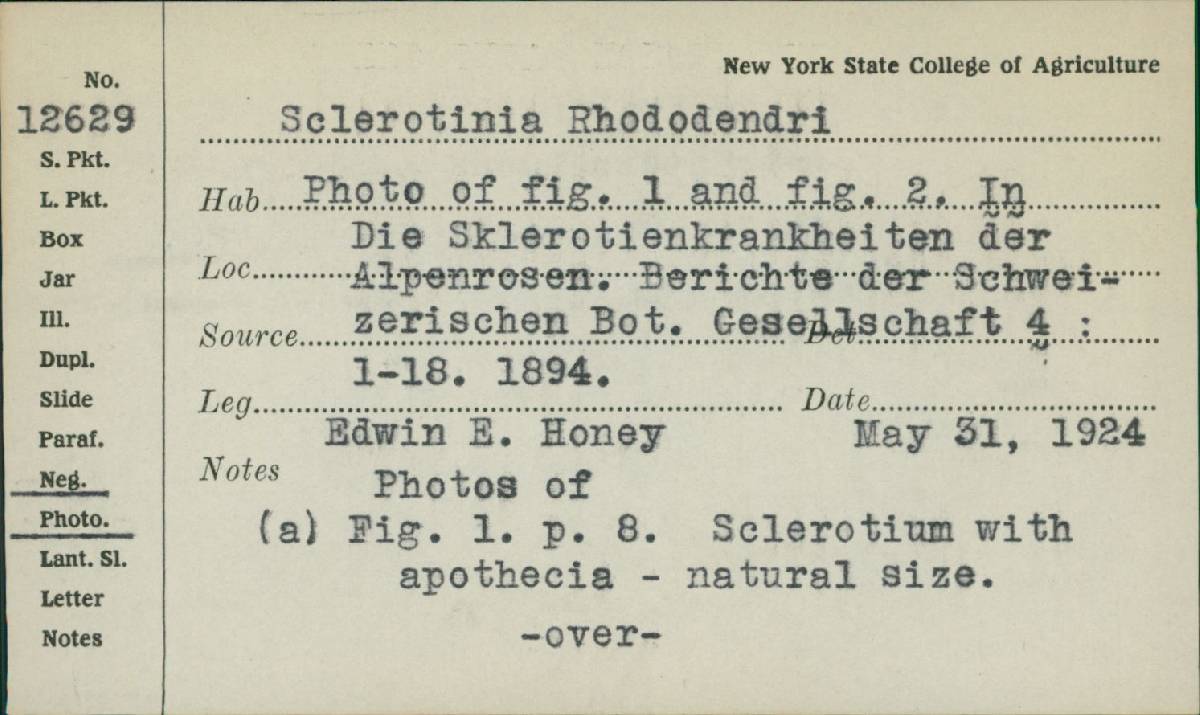 New York State College of Agriculture
No.
12629
Sclerotinia Rhododendri
S. Pkt.
L. Pkt.
Hab. Photo of fig. 1 and fig. 2. In
Box
Die Sklerotienkrankheiten der
Jar
Loc. Alpenrosen. Berichte der Schwei-
Ill.
Source zerischen Bot. Gesellschaft 4 :
Det
Dupl.
1-18. 1894.
Slide
Leg. Date
Paraf.
Edwin E. Honey May 31, 1924
Neg.
Notes Photos of
Photo.
(a) Fig. 1. p. 8. Sclerotium with
Lant. Sl.
apothecia - natural size.
Letter
Notes
-over-